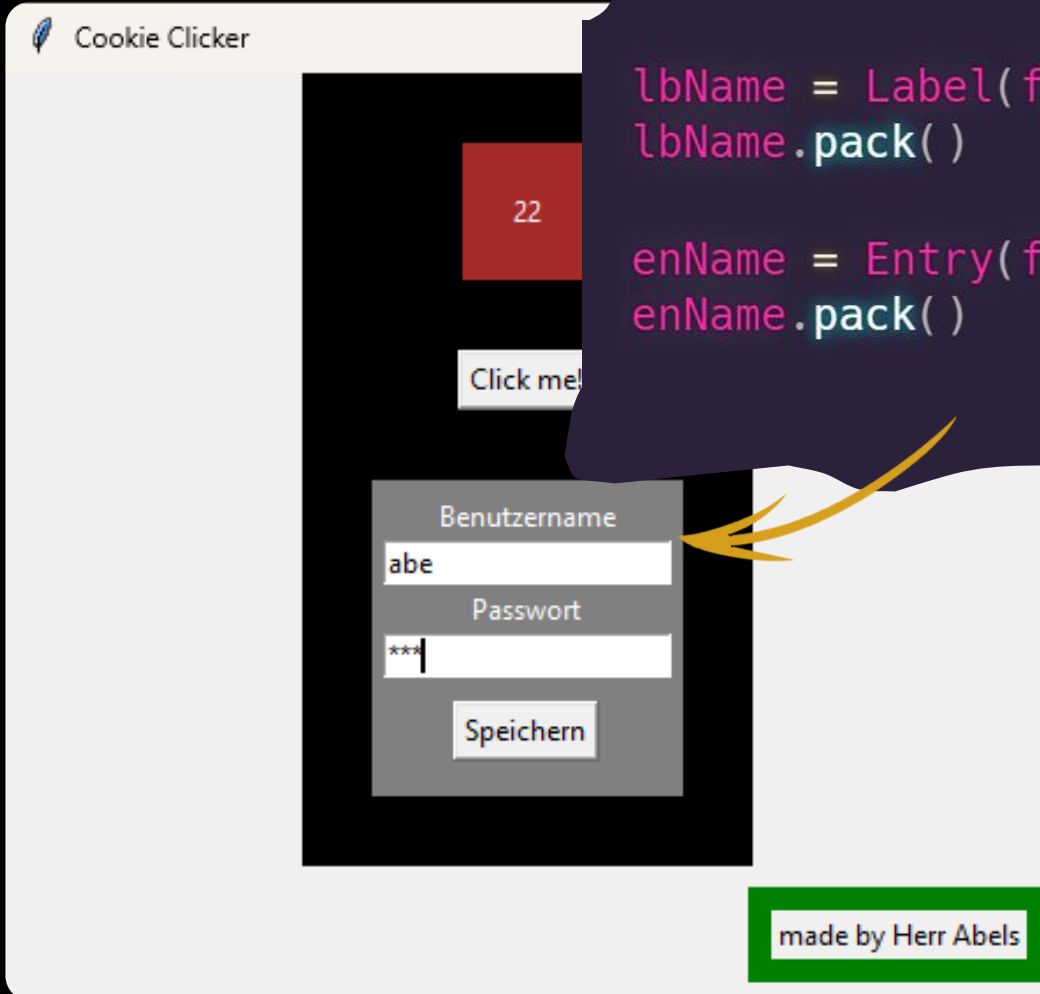 Cookie Clicker
22
Click me!
Benutzername
abe
Passwort
***
Speichern
made by Herr Abels
lbName = Label(f
lbName.pack()
enName = Entry(f
enName.pack()